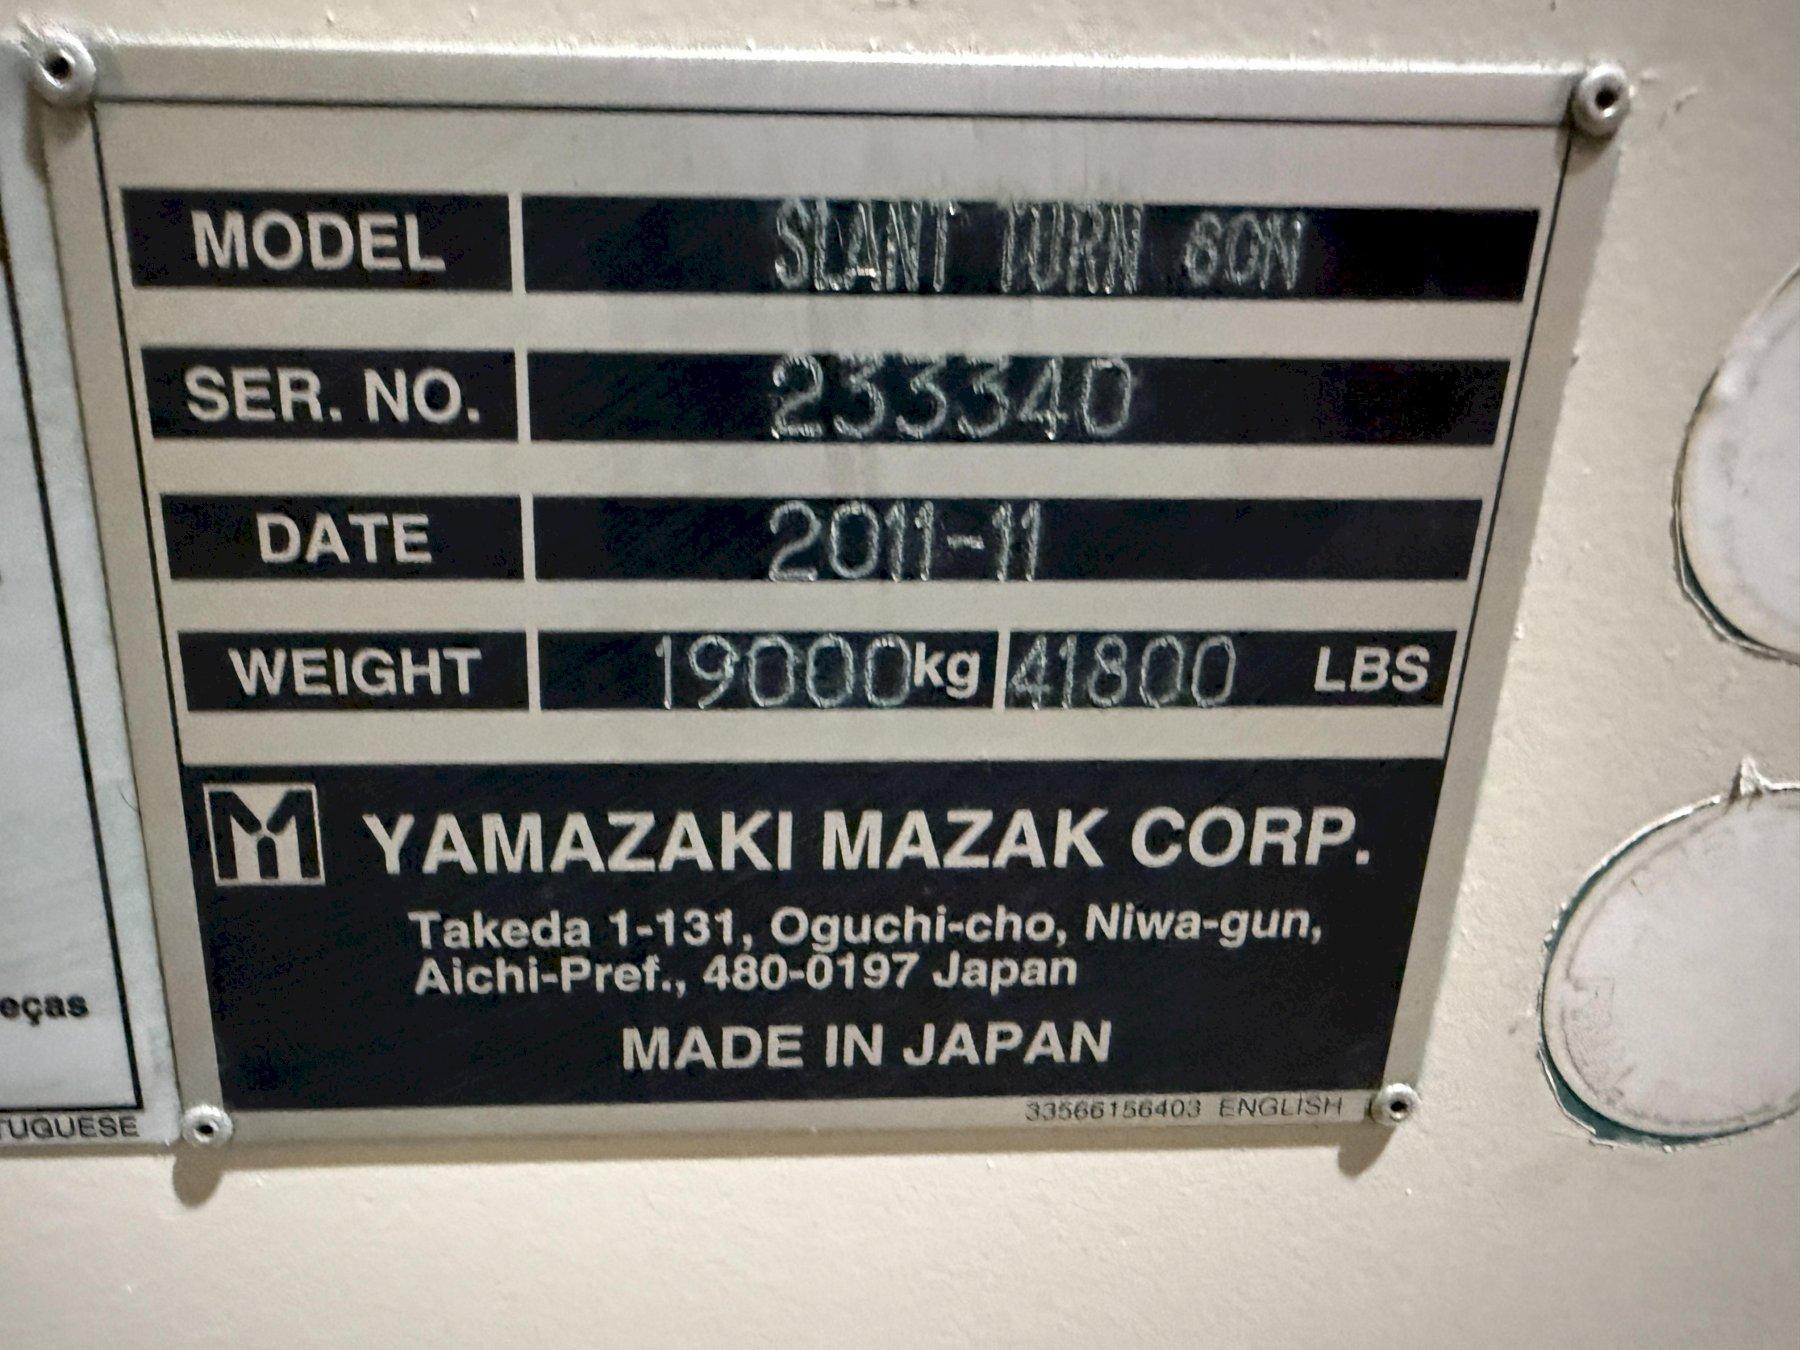 MODEL SLANT TURN 60N
SER. NO. 233340
DATE 2011-11
WEIGHT 19000kg 41800 LBS
YAMAZAKI MAZAK CORP.
Takeda 1-131, Oguchi-cho, Niwa-gun,
Aichi-Pref., 480-0197 Japan
MADE IN JAPAN
33566156403 ENGLISH
eças
TUGUESE